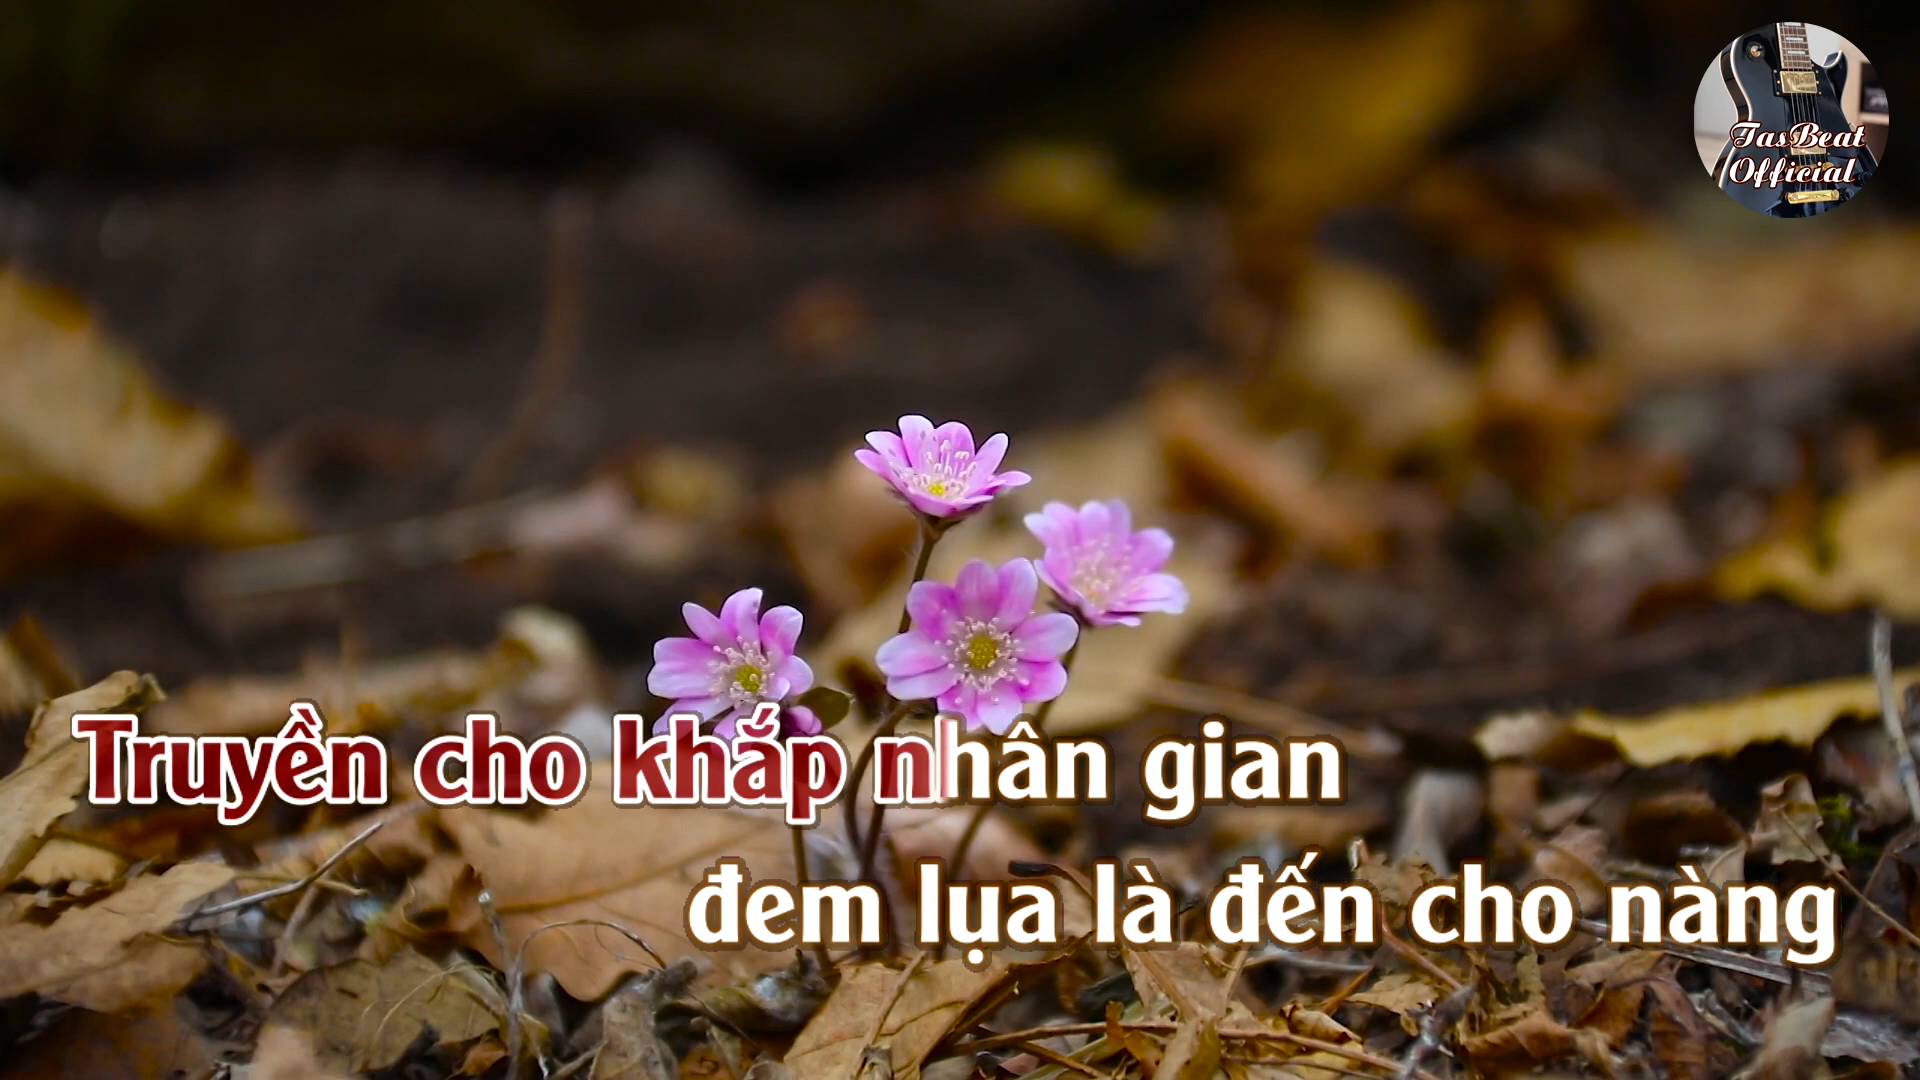 TasBeat
Official
Truyền cho khắp nhân gian
đem lụa là đến cho nàng